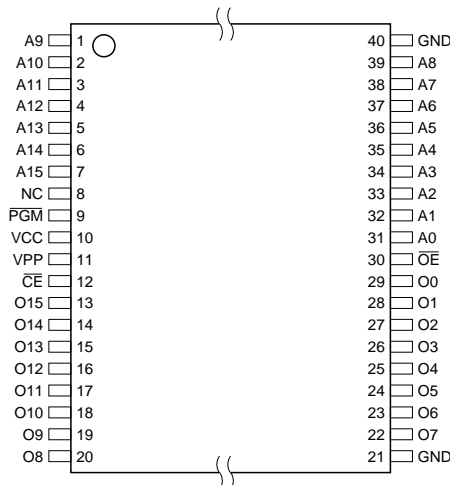 A9 1 40 GND
A10 2 39 A8
A11 3 38 A7
A12 4 37 A6
A13 5 36 A5
A14 6 35 A4
A15 7 34 A3
NC 8 33 A2
P̅G̅M̅ 9 32 A1
VCC 10 31 A0
VPP 11 30 O̅E̅
C̅E̅ 12 29 O0
O15 13 28 O1
O14 14 27 O2
O13 15 26 O3
O12 16 25 O4
O11 17 24 O5
O10 18 23 O6
O9 19 22 O7
O8 20 21 GND